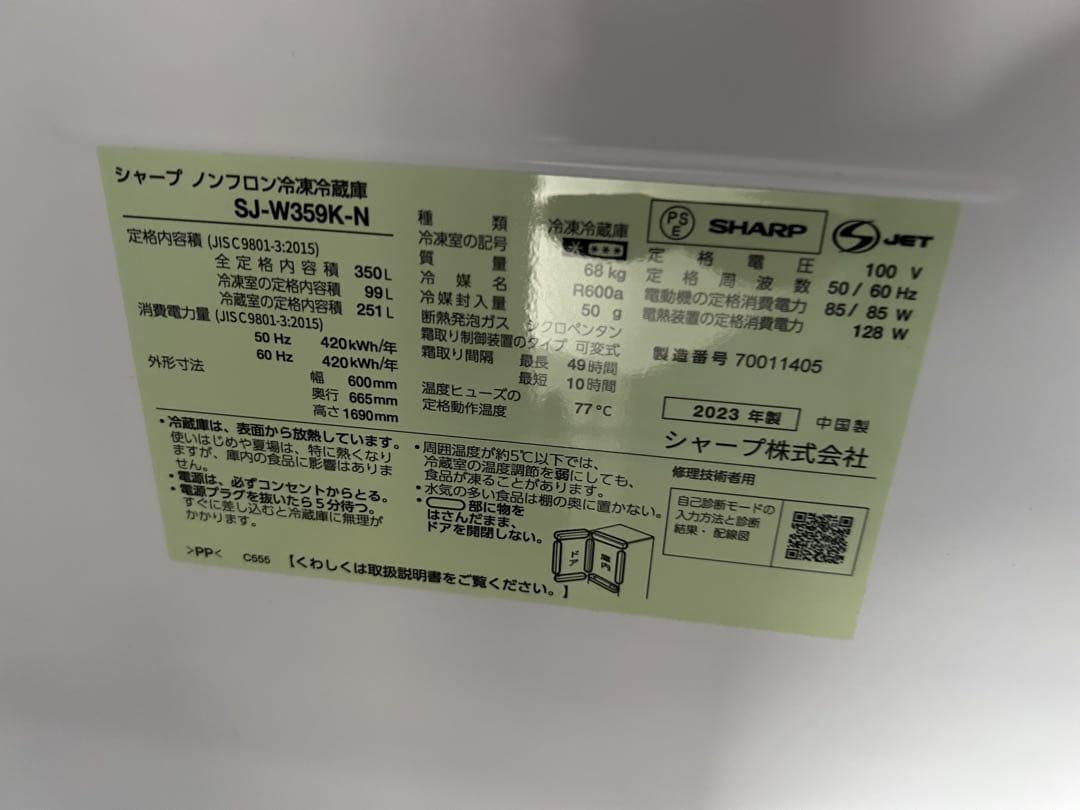 シャープ ノンフロン冷凍冷蔵庫
SJ-W359K-N
定格内容積 (JIS C 9801-3:2015)
全定格内容積 350L
冷凍室の定格内容積 99L
冷蔵室の定格内容積 251L
消費電力量 (JIS C 9801-3:2015)
50 Hz 420kWh/年
60 Hz 420kWh/年
外形寸法
幅 600mm
奥行 665mm
高さ 1690mm
種類 冷凍冷蔵庫
冷凍室の記号
質量 68 kg
冷媒名 R600a
冷媒封入量 50 g
断熱発泡ガス シクロペンタン
霜取り制御装置のタイプ 可変式
霜取り間隔 最長 49時間
最短 10時間
温度ヒューズの
定格動作温度 77℃
PS
E
SHARP
JET
定格電圧 100 V
定格周波数 50 / 60 Hz
電動機の定格消費電力 85 / 85 W
電熱装置の定格消費電力 128 W
製造番号 70011405
2023 年製 中国製
シャープ株式会社
・冷蔵庫は、表面から放熱しています。
使いはじめや夏場は、特に熱くなり
ますが、庫内の食品に影響はありま
せん。
・電源は、必ずコンセントからとる。
・電源プラグを抜いたら5分待つ。
すぐに差し込むと冷蔵庫に無理が
かかります。
・周囲温度が約5℃以下では、
冷蔵室の温度調節を弱にしても、
食品が凍ることがあります。
・水気の多い食品は棚の奥に置かない。
・部に物を
はさんだまま、
ドアを開閉しない。
ドア
庫内
修理技術者用
自己診断モードの
入力方法と診断
結果・配線図
>PP< C555 【くわしくは取扱説明書をご覧ください。】